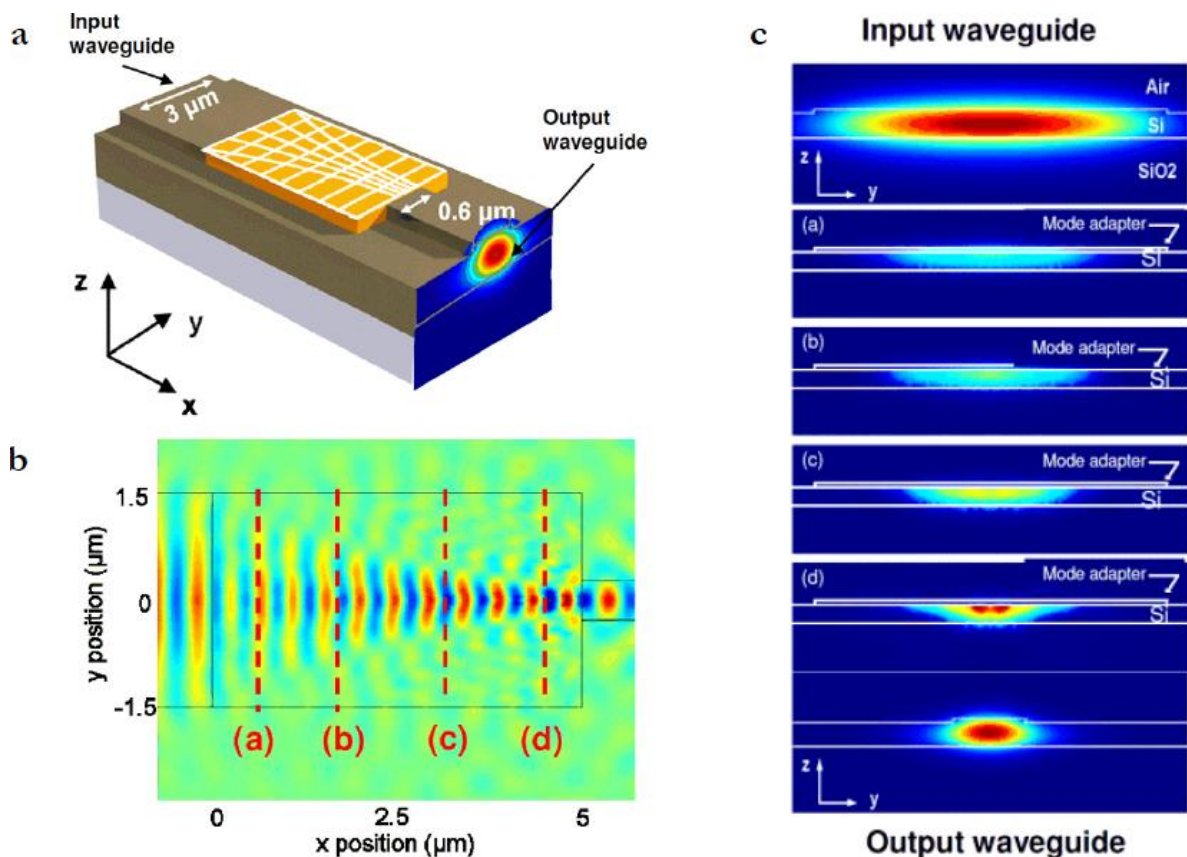 a
Input
waveguide
3 µm
Output
waveguide
0.6 µm
z
y
x
b
y position (µm)
1.5
0
-1.5
(a)
(b)
(c)
(d)
0
2.5
5
x position (µm)
c
Input waveguide
Air
Si
SiO2
z
y
(a)
Mode adapter
Si
(b)
Mode adapter
Si
(c)
Mode adapter
Si
(d)
Mode adapter
Si
z
y
Output waveguide